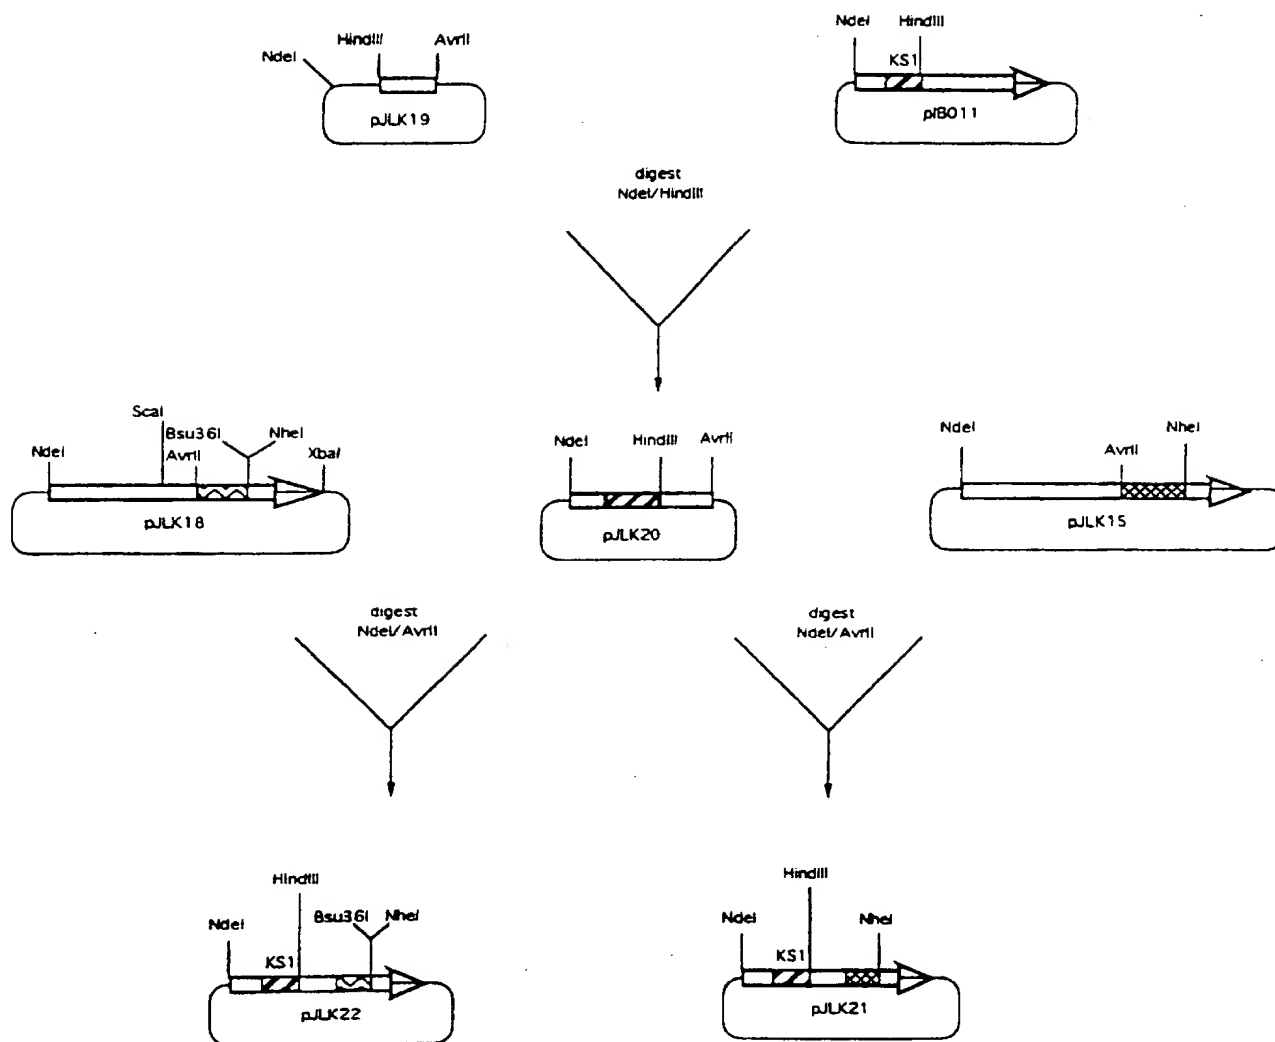 NdeI
HindIII
AvrII
pJLK19
NdeI
HindIII
KS1
pIB011
digest
NdeI/HindIII
NdeI
ScaI
AvrII
Bsu36I
NheI
XbaI
pJLK18
NdeI
HindIII
AvrII
pJLK20
NdeI
AvrII
NheI
pJLK15
digest
NdeI/AvrII
digest
NdeI/AvrII
NdeI
KS1
HindIII
Bsu36I
NheI
pJLK22
NdeI
KS1
HindIII
NheI
pJLK21